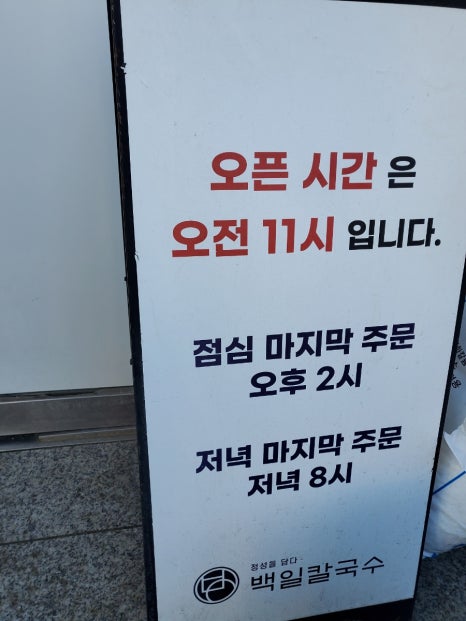 오픈 시간 은
오전 11시 입니다.
점심 마지막 주문
오후 2시
저녁 마지막 주문
저녁 8시
정성을 담다
백일칼국수